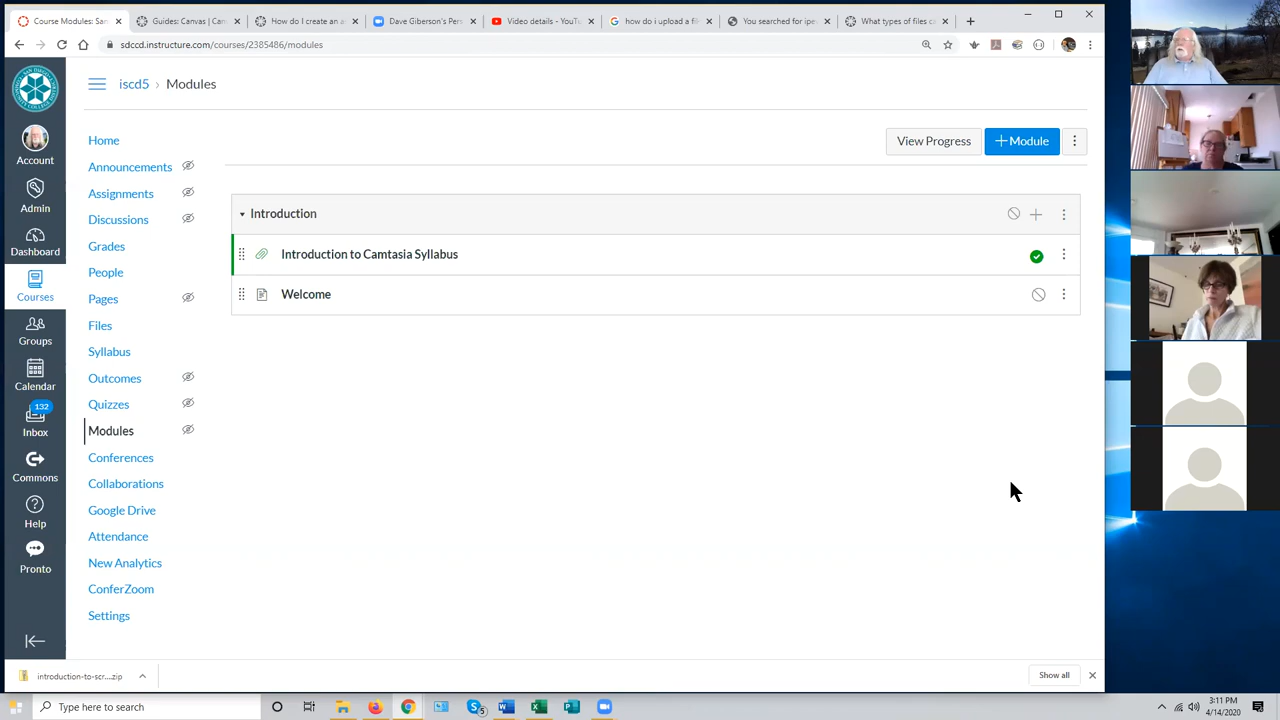 Course Modules: San
Guides: Canvas | Can
How do I create an a
Dave Giberson's Pers
Video details - YouTu
how do i upload a fil
You searched for ipe
What types of files ca
sdccd.instructure.com/courses/2385486/modules
iscd5 › Modules
Account
Admin
Dashboard
Courses
Groups
Calendar
132
Inbox
Commons
Help
Pronto
Home
Announcements
Assignments
Discussions
Grades
People
Pages
Files
Syllabus
Outcomes
Quizzes
Modules
Conferences
Collaborations
Google Drive
Attendance
New Analytics
ConferZoom
Settings
View Progress
+ Module
Introduction
Introduction to Camtasia Syllabus
Welcome
introduction-to-scr....zip
Show all
Type here to search
5
3:11 PM
4/14/2020